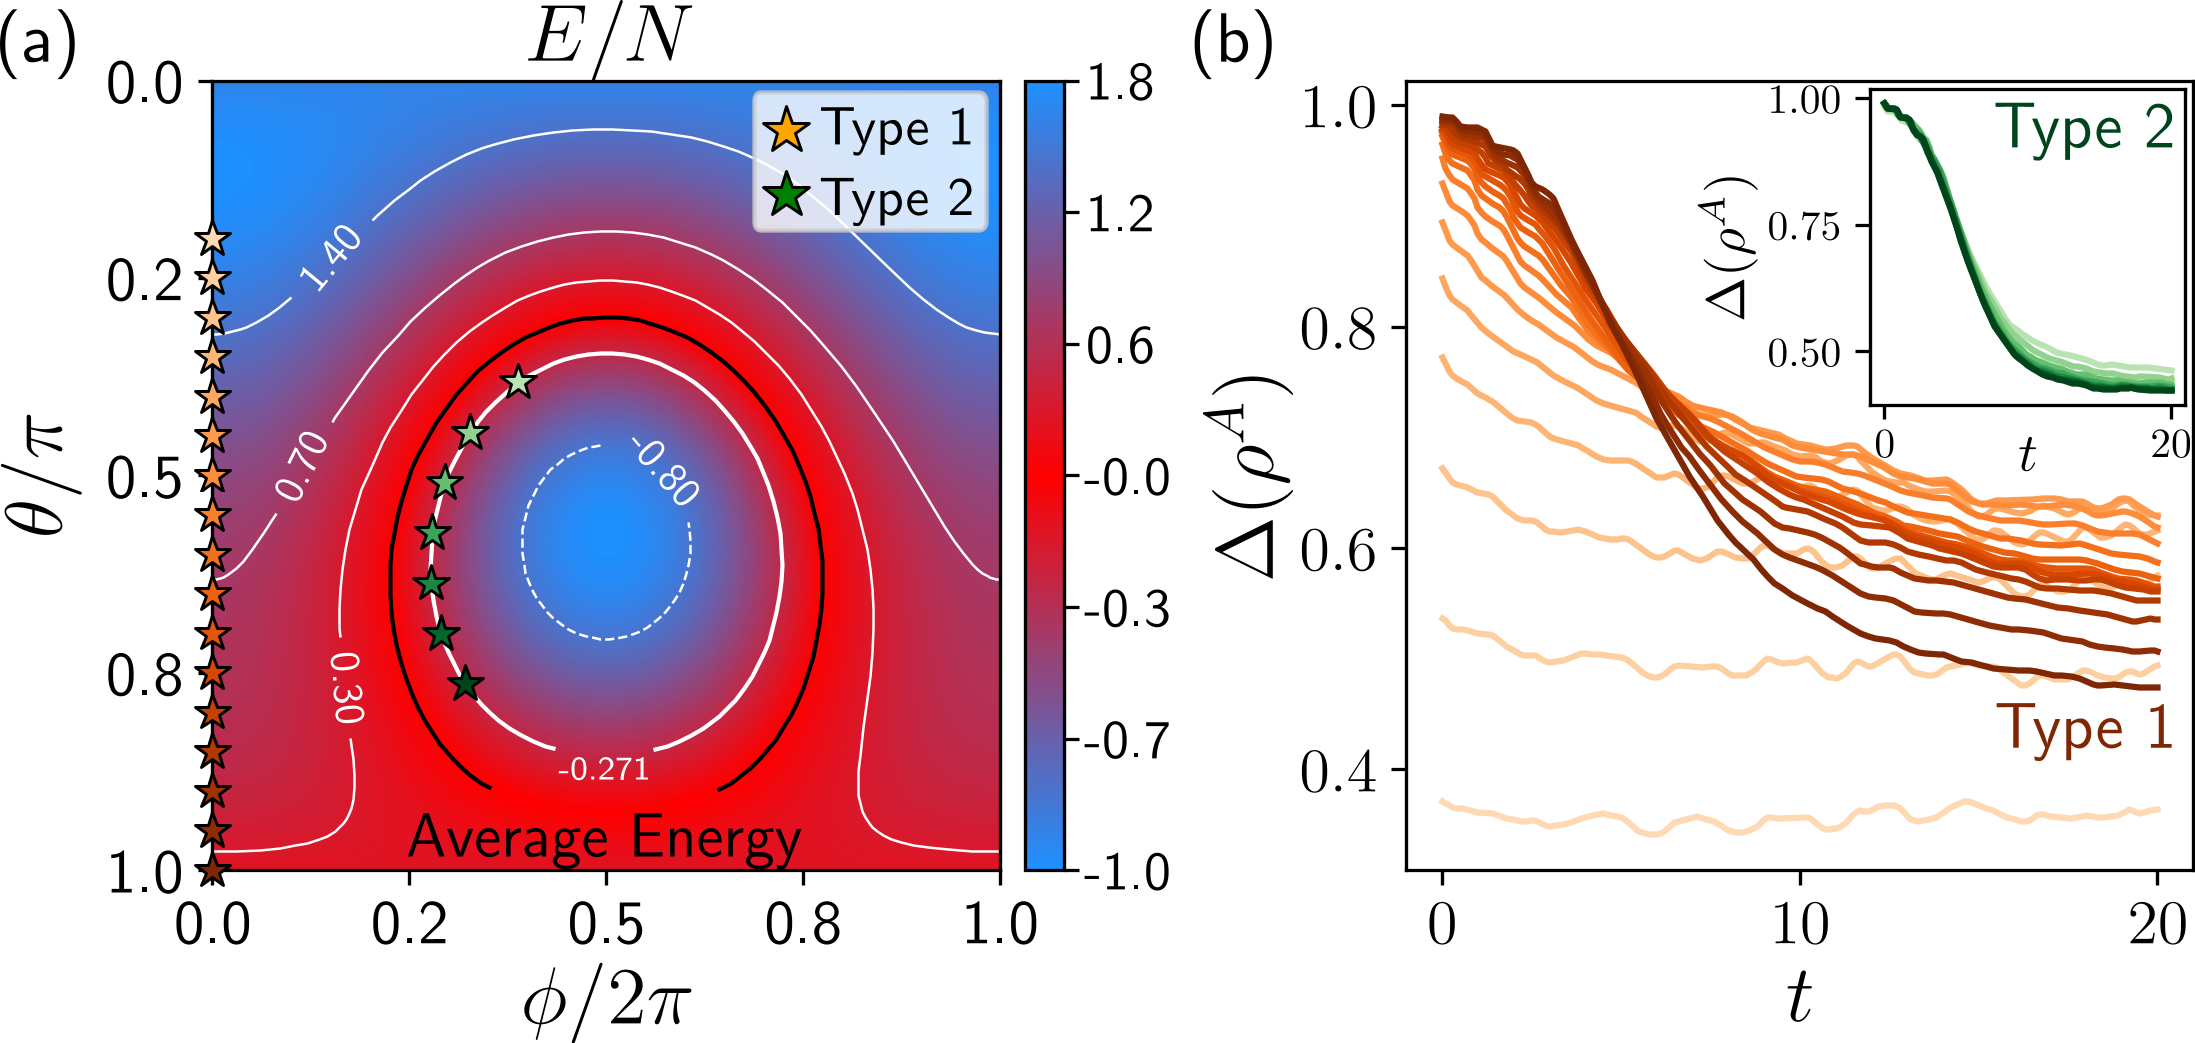 (a)
E/N
0.0
0.2
0.5
0.8
1.0
θ/π
0.0
0.2
0.5
0.8
1.0
ϕ/2π
Type 1
Type 2
1.40
0.70
0.30
-0.80
-0.271
Average Energy
1.8
1.2
0.6
-0.0
-0.3
-0.7
-1.0
(b)
1.0
0.8
0.6
0.4
Δ(ρ^A)
0
10
20
t
Type 1
1.00
0.75
0.50
Δ(ρ^A)
0
20
t
Type 2